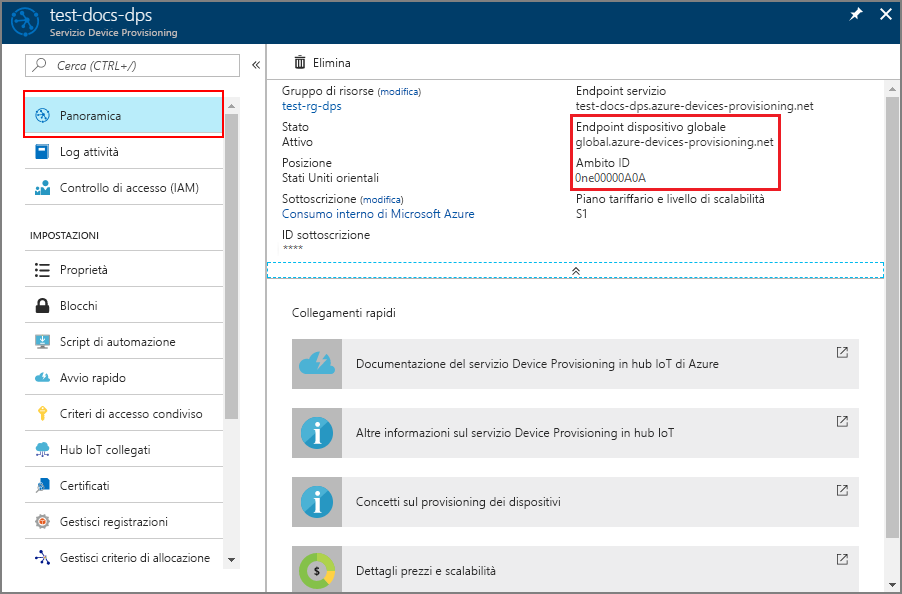 test-docs-dps
Servizio Device Provisioning
Cerca (CTRL+/)
Panoramica
Log attività
Controllo di accesso (IAM)
IMPOSTAZIONI
Proprietà
Blocchi
Script di automazione
Avvio rapido
Criteri di accesso condiviso
Hub IoT collegati
Certificati
Gestisci registrazioni
Gestisci criterio di allocazione
Elimina
Gruppo di risorse (modifica)
test-rg-dps
Stato
Attivo
Posizione
Stati Uniti orientali
Sottoscrizione (modifica)
Consumo interno di Microsoft Azure
ID sottoscrizione
****
Endpoint servizio
test-docs-dps.azure-devices-provisioning.net
Endpoint dispositivo globale
global.azure-devices-provisioning.net
Ambito ID
0ne00000A0A
Piano tariffario e livello di scalabilità
S1
Collegamenti rapidi
Documentazione del servizio Device Provisioning in hub IoT di Azure
Altre informazioni sul servizio Device Provisioning in hub IoT
Concetti sul provisioning dei dispositivi
Dettagli prezzi e scalabilità